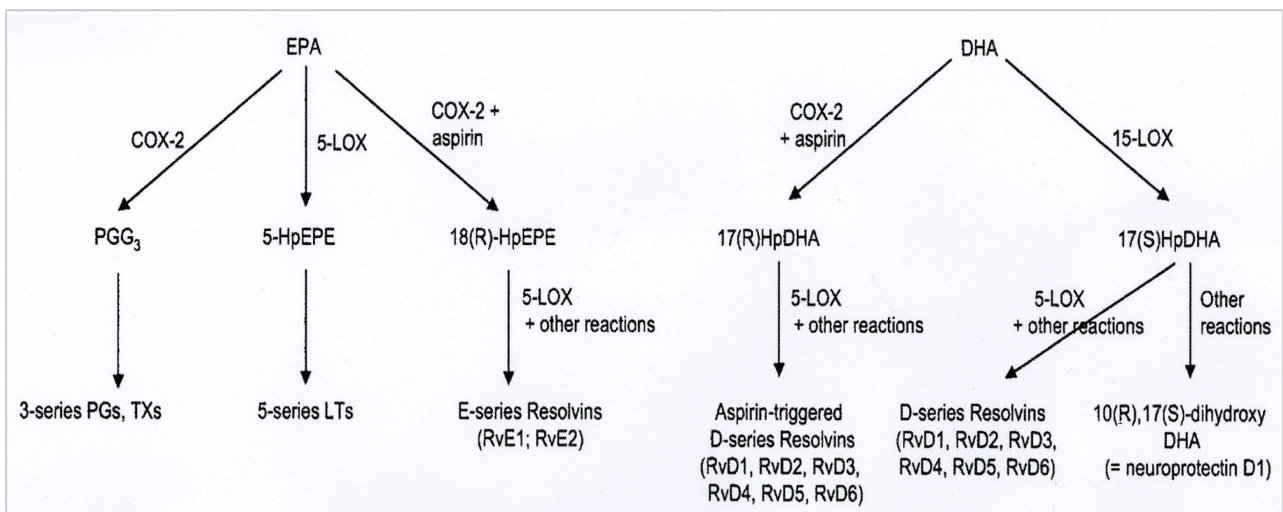 EPA
DHA
COX-2
5-LOX
COX-2 +
aspirin
COX-2
+ aspirin
15-LOX
PGG3
5-HpEPE
18(R)-HpEPE
17(R)HpDHA
17(S)HpDHA
5-LOX
+ other reactions
5-LOX
+ other reactions
5-LOX
+ other reactions
Other
reactions
3-series PGs, TXs
5-series LTs
E-series Resolvins
(RvE1; RvE2)
Aspirin-triggered
D-series Resolvins
(RvD1, RvD2, RvD3,
RvD4, RvD5, RvD6)
D-series Resolvins
(RvD1, RvD2, RvD3,
RvD4, RvD5, RvD6)
10(R),17(S)-dihydroxy
DHA
(= neuroprotectin D1)